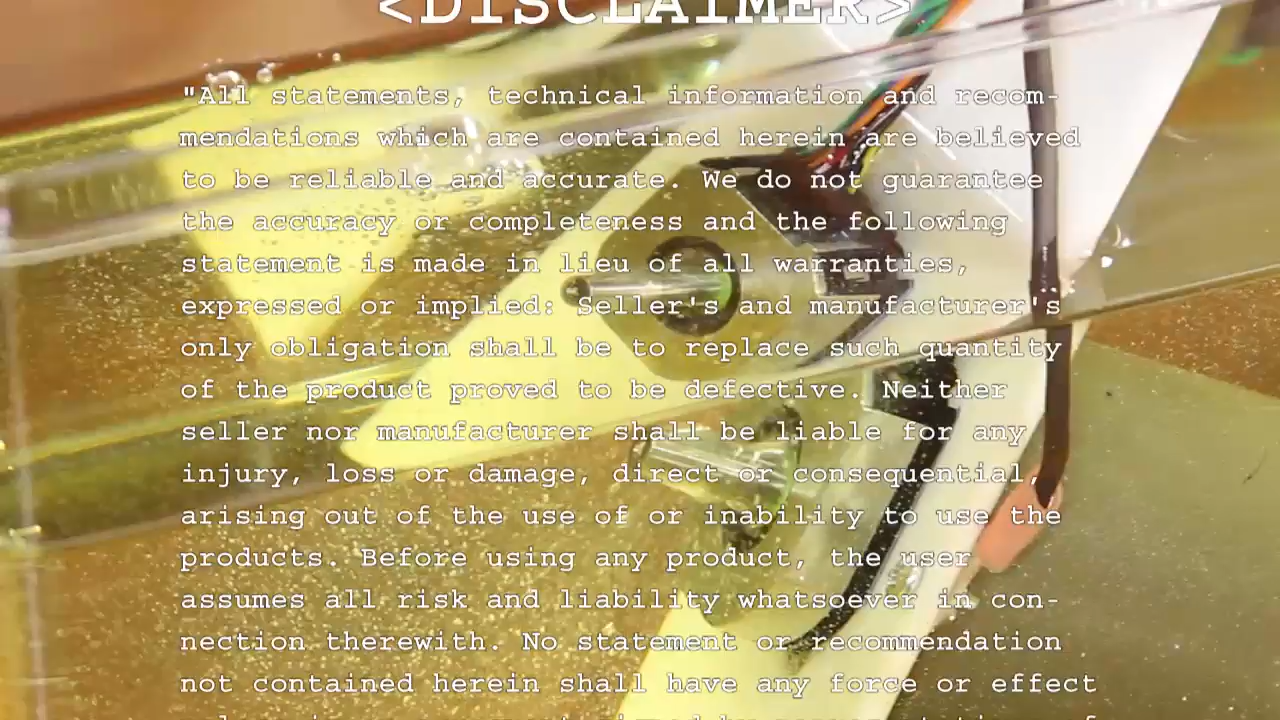 <DISCLAIMER>
"All statements, technical information and recom-
mendations which are contained herein are believed
to be reliable and accurate. We do not guarantee
the accuracy or completeness and the following
statement is made in lieu of all warranties,
expressed or implied: Seller's and manufacturer's
only obligation shall be to replace such quantity
of the product proved to be defective. Neither
seller nor manufacturer shall be liable for any
injury, loss or damage, direct or consequential,
arising out of the use of or inability to use the
products. Before using any product, the user
assumes all risk and liability whatsoever in con-
nection therewith. No statement or recommendation
not contained herein shall have any force or effect